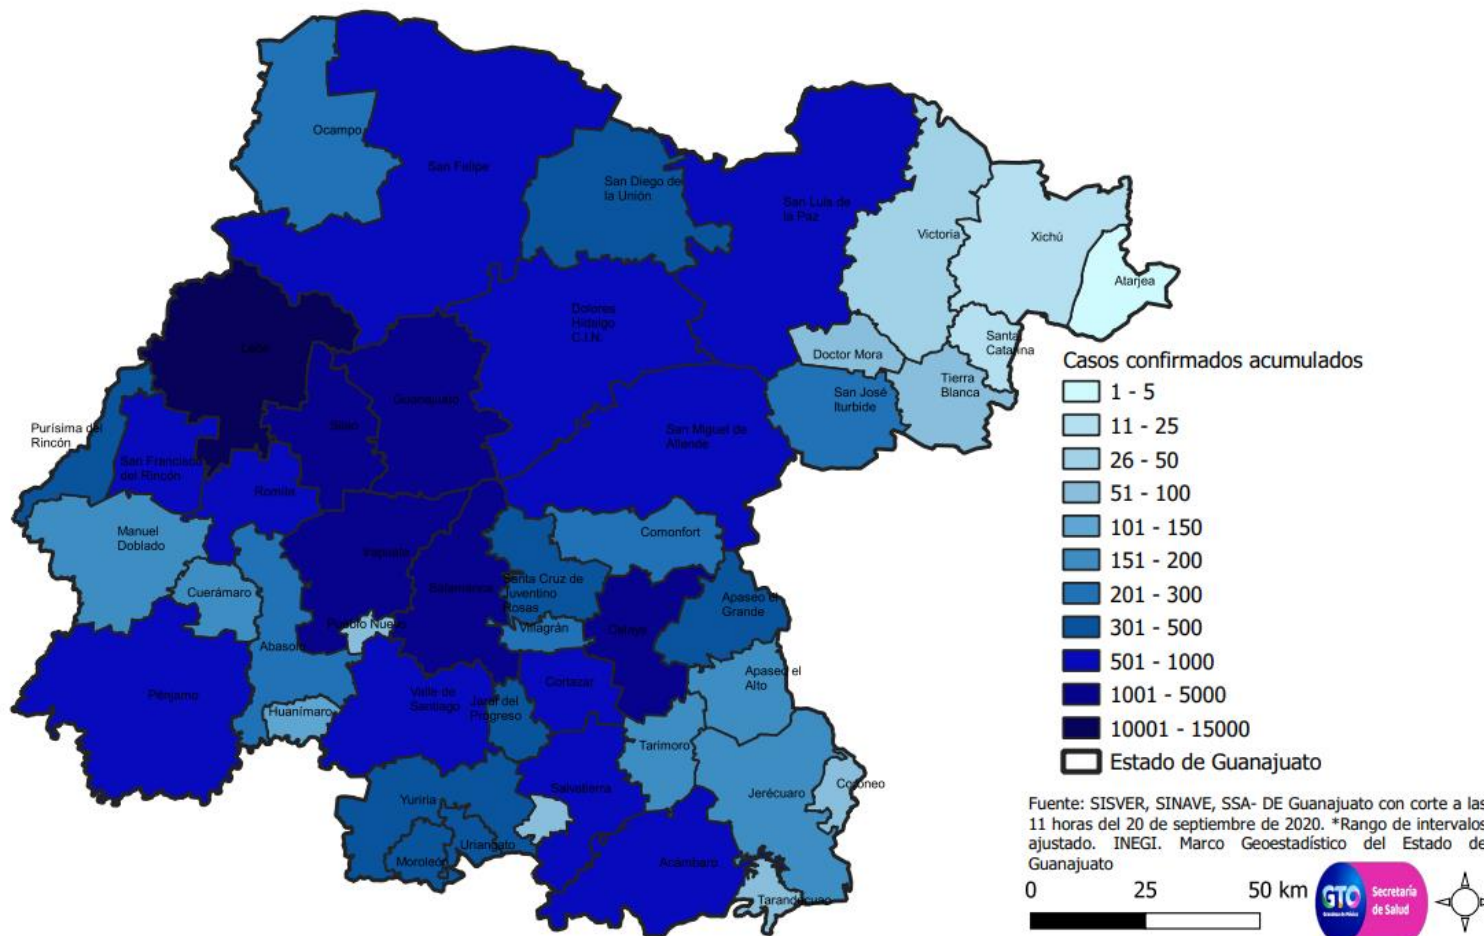 Ocampo
San Felipe
San Diego de
la Unión
San Luis de
la Paz
Victoria
Xichú
Atarjea
Dolores
Hidalgo
C.I.N.
León
Silao
Guanajuato
Doctor Mora
Santa
Catarina
San José
Iturbide
Tierra
Blanca
Purísima del
Rincón
San Francisco
del Rincón
Romita
San Miguel de
Allende
Manuel
Doblado
Cuerámaro
Irapuato
Salamanca
Santa Cruz de
Juventino
Rosas
Comonfort
Apaseo el
Grande
Pueblo Nuevo
Villagrán
Celaya
Abasolo
Pénjamo
Huanímaro
Valle de
Santiago
Jaral del
Progreso
Cortazar
Apaseo el
Alto
Tarimoro
Jerécuaro
Coroneo
Yuriria
Salvatierra
Uriangato
Moroleón
Acámbaro
Tarandacuao
Casos confirmados acumulados
1 - 5
11 - 25
26 - 50
51 - 100
101 - 150
151 - 200
201 - 300
301 - 500
501 - 1000
1001 - 5000
10001 - 15000
Estado de Guanajuato
Fuente: SISVER, SINAVE, SSA- DE Guanajuato con corte a las
11 horas del 20 de septiembre de 2020. *Rango de intervalos
ajustado. INEGI. Marco Geoestadístico del Estado de
Guanajuato
0 25 50 km
GTO
Secretaría
de Salud